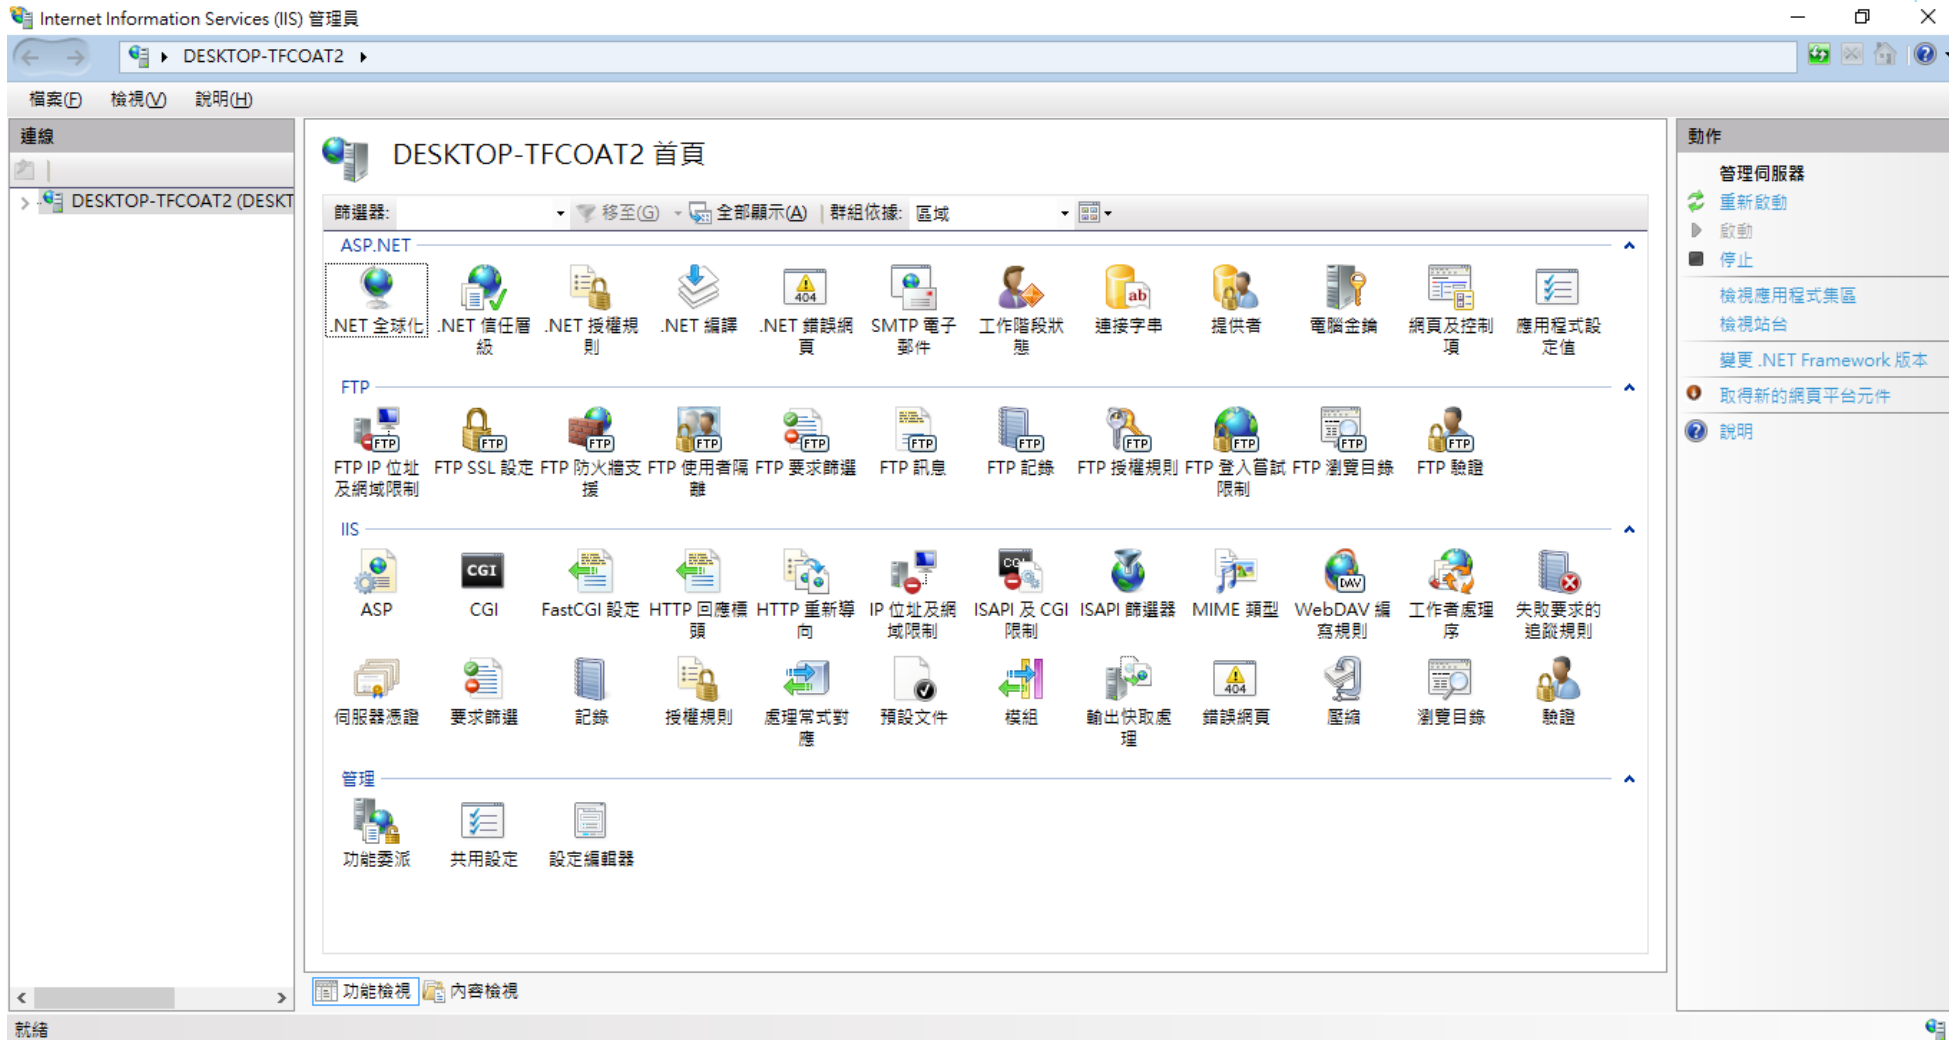 Internet Information Services (IIS) 管理員
DESKTOP-TFCOAT2
檔案(F) 檢視(V) 說明(H)
連線
DESKTOP-TFCOAT2 (DESKT
DESKTOP-TFCOAT2 首頁
篩選器: 移至(G) 全部顯示(A) 群組依據: 區域
ASP.NET
.NET 全球化
.NET 信任層級
.NET 授權規則
.NET 編譯
404
.NET 錯誤網頁
SMTP 電子郵件
工作階段狀態
ab
連接字串
提供者
電腦金鑰
網頁及控制項
應用程式設定值
FTP
FTP
FTP IP 位址及網域限制
FTP
FTP SSL 設定
FTP
FTP 防火牆支援
FTP
FTP 使用者隔離
FTP
FTP 要求篩選
FTP
FTP 訊息
FTP
FTP 記錄
FTP
FTP 授權規則
FTP
FTP 登入嘗試限制
FTP
FTP 瀏覽目錄
FTP
FTP 驗證
IIS
ASP
CGI
CGI
FastCGI 設定
HTTP 回應標頭
HTTP 重新導向
IP 位址及網域限制
ISAPI 及 CGI 限制
ISAPI 篩選器
MIME 類型
DAV
WebDAV 編寫規則
工作者處理序
失敗要求的追蹤規則
伺服器憑證
要求篩選
記錄
授權規則
處理常式對應
預設文件
模組
輸出快取處理
404
錯誤網頁
壓縮
瀏覽目錄
驗證
管理
功能委派
共用設定
設定編輯器
功能檢視 內容檢視
動作
管理伺服器
重新啟動
啟動
停止
檢視應用程式集區
檢視站台
變更 .NET Framework 版本
取得新的網頁平台元件
說明
就緒